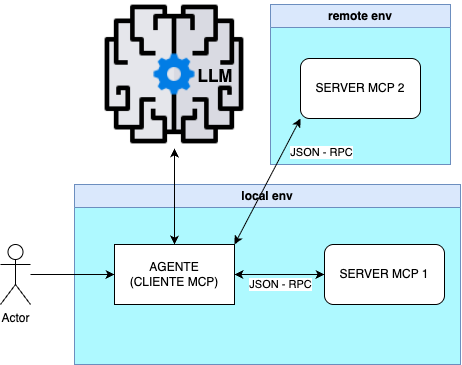 remote env
LLM
SERVER MCP 2
JSON - RPC
local env
AGENTE
(CLIENTE MCP)
SERVER MCP 1
JSON - RPC
Actor